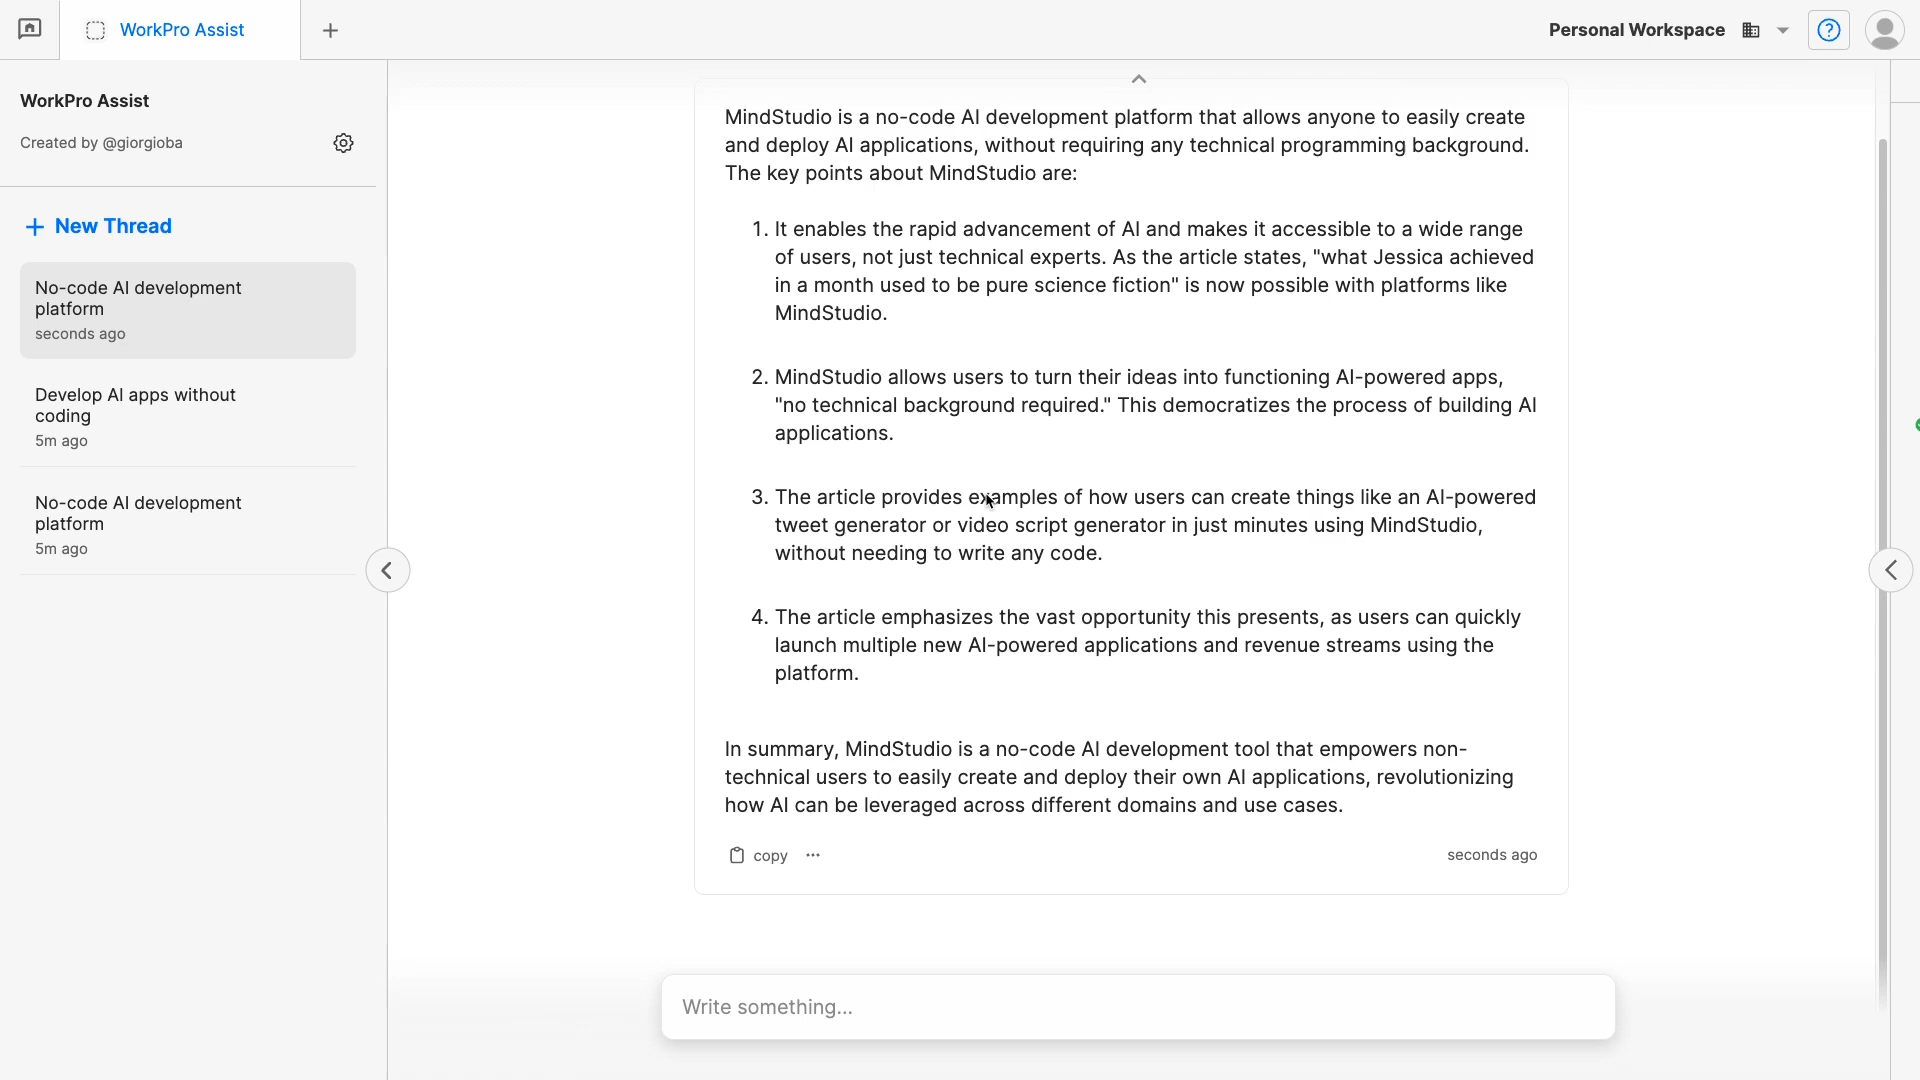 WorkPro Assist
Personal Workspace
WorkPro Assist
Created by @giorgioba
New Thread
No-code AI development
platform
seconds ago
Develop AI apps without
coding
5m ago
No-code AI development
platform
5m ago
MindStudio is a no-code AI development platform that allows anyone to easily create
and deploy AI applications, without requiring any technical programming background.
The key points about MindStudio are:
1. It enables the rapid advancement of AI and makes it accessible to a wide range
of users, not just technical experts. As the article states, "what Jessica achieved
in a month used to be pure science fiction" is now possible with platforms like
MindStudio.
2. MindStudio allows users to turn their ideas into functioning AI-powered apps,
"no technical background required." This democratizes the process of building AI
applications.
3. The article provides examples of how users can create things like an AI-powered
tweet generator or video script generator in just minutes using MindStudio,
without needing to write any code.
4. The article emphasizes the vast opportunity this presents, as users can quickly
launch multiple new AI-powered applications and revenue streams using the
platform.
In summary, MindStudio is a no-code AI development tool that empowers non-
technical users to easily create and deploy their own AI applications, revolutionizing
how AI can be leveraged across different domains and use cases.
copy
seconds ago
Write something...